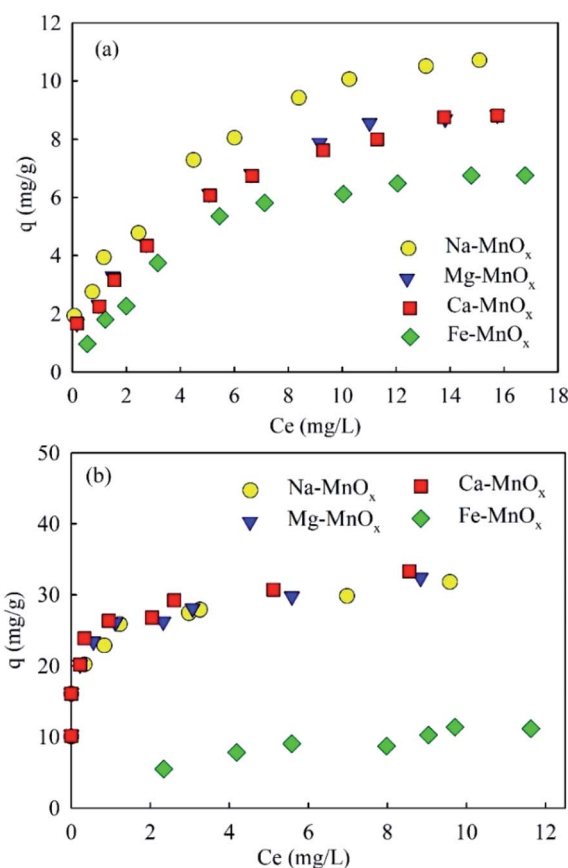 (a)
12
10
8
6
4
2
0
q (mg/g)
Na-MnOₓ
Mg-MnOₓ
Ca-MnOₓ
Fe-MnOₓ
0 2 4 6 8 10 12 14 16 18
Ce (mg/L)
(b)
50
40
30
20
10
0
q (mg/g)
Na-MnOₓ Ca-MnOₓ
Mg-MnOₓ Fe-MnOₓ
0 2 4 6 8 10 12
Ce (mg/L)